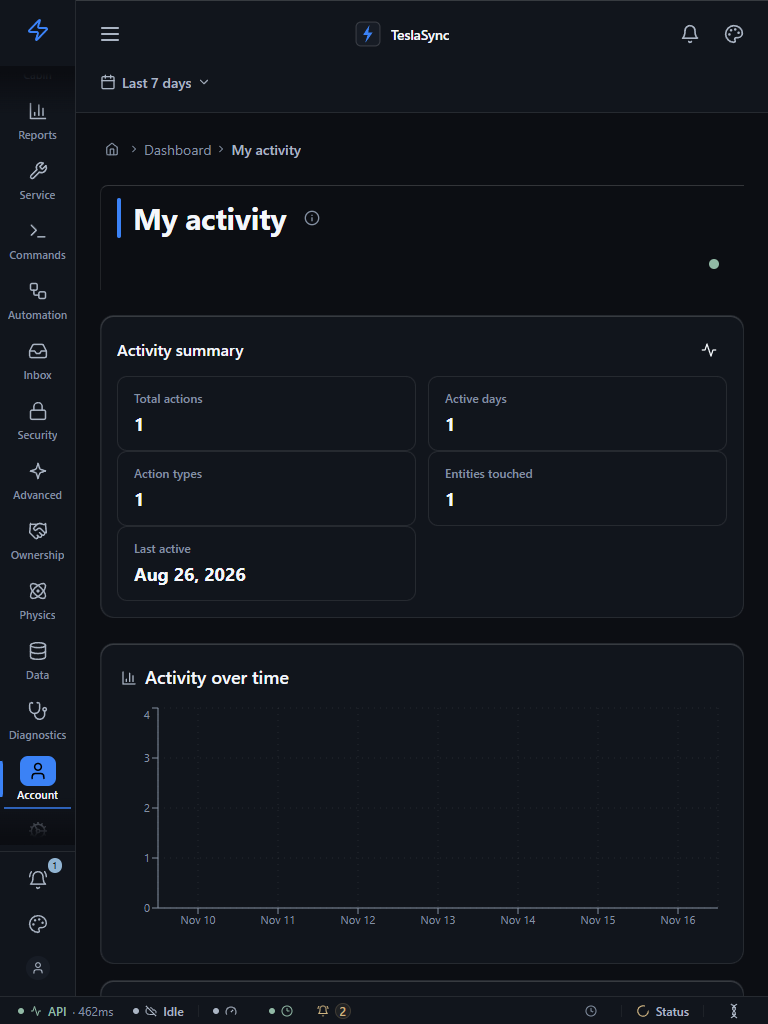 TeslaSync
Last 7 days
Dashboard
My activity
Reports
Service
Commands
Automation
Inbox
Security
Advanced
Ownership
Physics
Data
Diagnostics
Account
1
My activity
Activity summary
Total actions
1
Active days
1
Action types
1
Entities touched
1
Last active
Aug 26, 2026
Activity over time
4
3
2
1
0
Nov 10 Nov 11 Nov 12 Nov 13 Nov 14 Nov 15 Nov 16
API · 462ms
Idle
2
Status